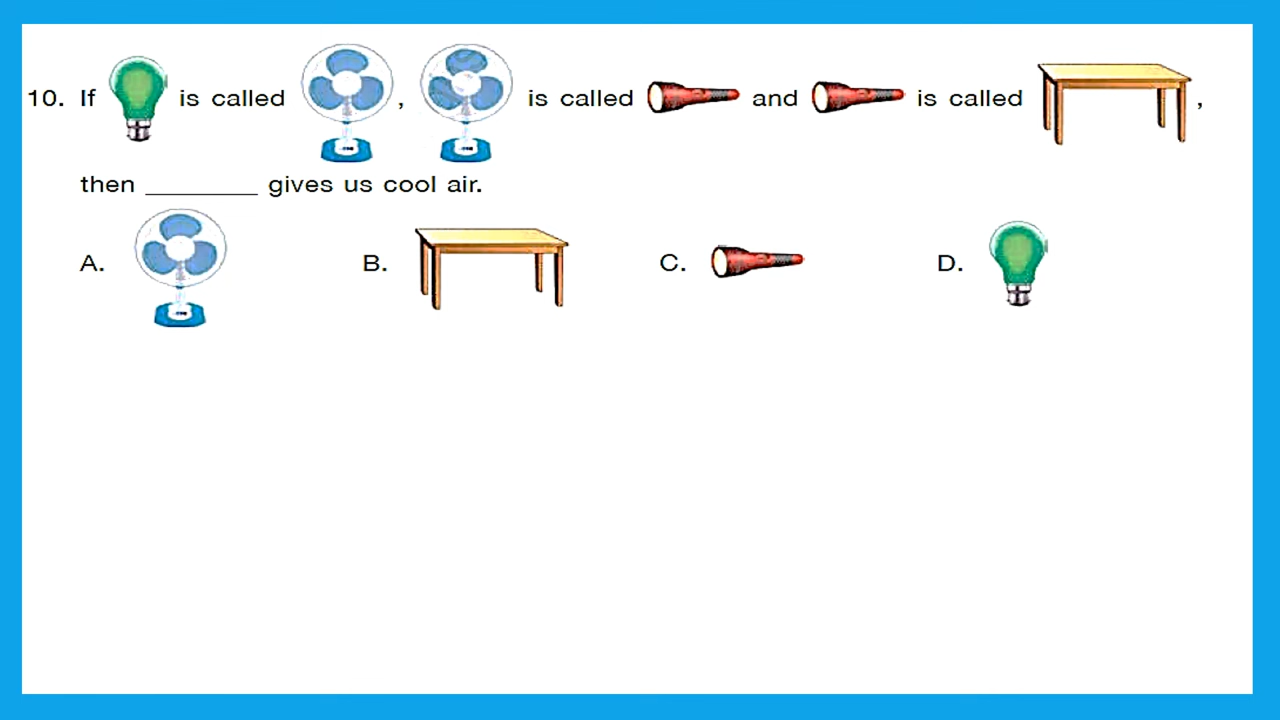 10. If is called , is called and is called ,
then ________ gives us cool air.
A. B. C. D.